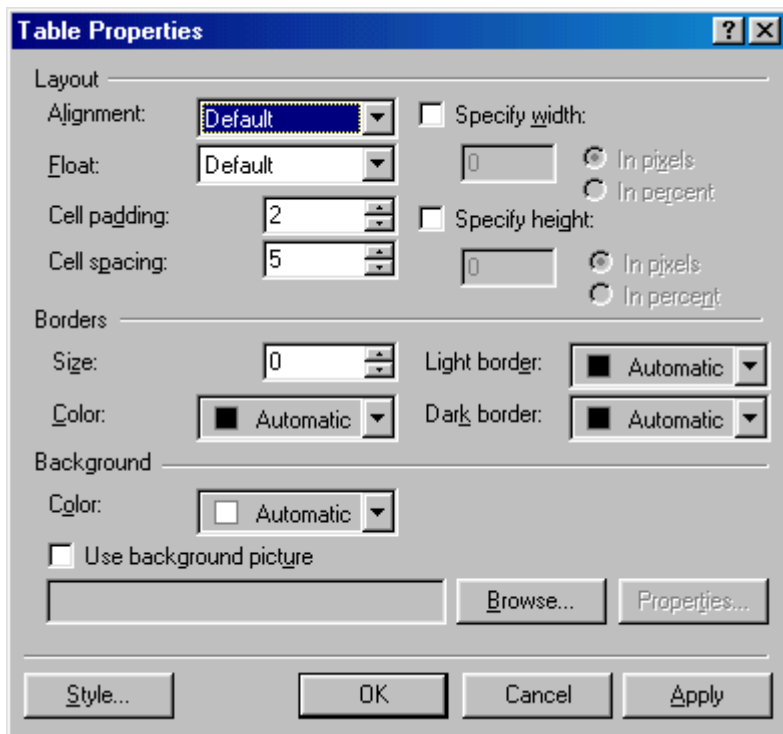 Table Properties
Layout
Alignment: Default
Specify width:
Float: Default
0 In pixels
In percent
Cell padding: 2
Specify height:
Cell spacing: 5
0 In pixels
In percent
Borders
Size: 0 Light border: Automatic
Color: Automatic Dark border: Automatic
Background
Color: Automatic
Use background picture
Browse... Properties...
Style... OK Cancel Apply